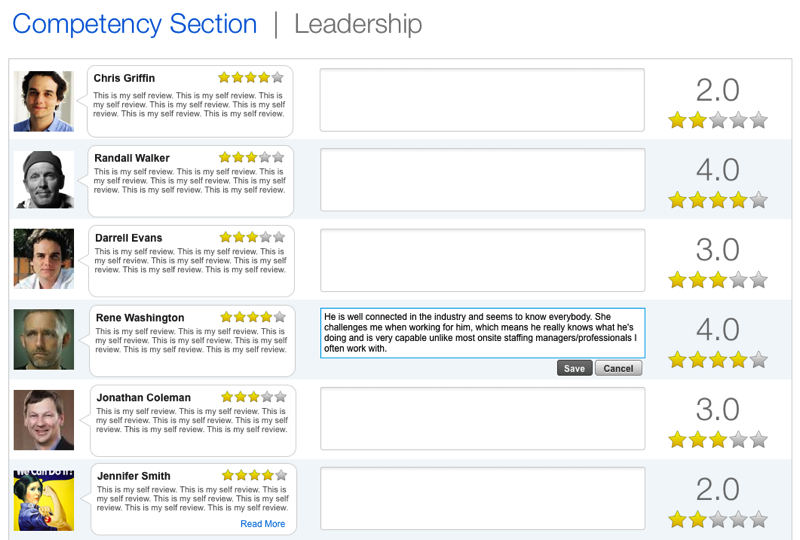 Competency Section | Leadership
Chris Griffin
This is my self review. This is my self
review. This is my self review. This is my self
review. This is my self review.
2.0
Randall Walker
This is my self review. This is my self review. This is
my self review. This is my self review. This is my self
review. This is my self review. This is my self review.
4.0
Darrell Evans
This is my self review. This is my self review. This is
my self review. This is my self review. This is my self
review. This is my self review.
3.0
Rene Washington
This is my self review. This is my self review. This is
my self review. This is my self review. This is my self
review. This is my self review.
He is well connected in the industry and seems to know everybody. She
challenges me when working for him, which means he really knows what he's
doing and is very capable unlike most onsite staffing managers/professionals I
often work with.
Save Cancel
4.0
Jonathan Coleman
This is my self review. This is my self review. This is
my self review. This is my self review. This is my self
review. This is my self review. This is my self review.
3.0
We Can Do It!
Jennifer Smith
This is my self review. This is my self review. This is
my self review. This is my self review. This is my self
review. This is my self review. This is my self review.
Read More
2.0